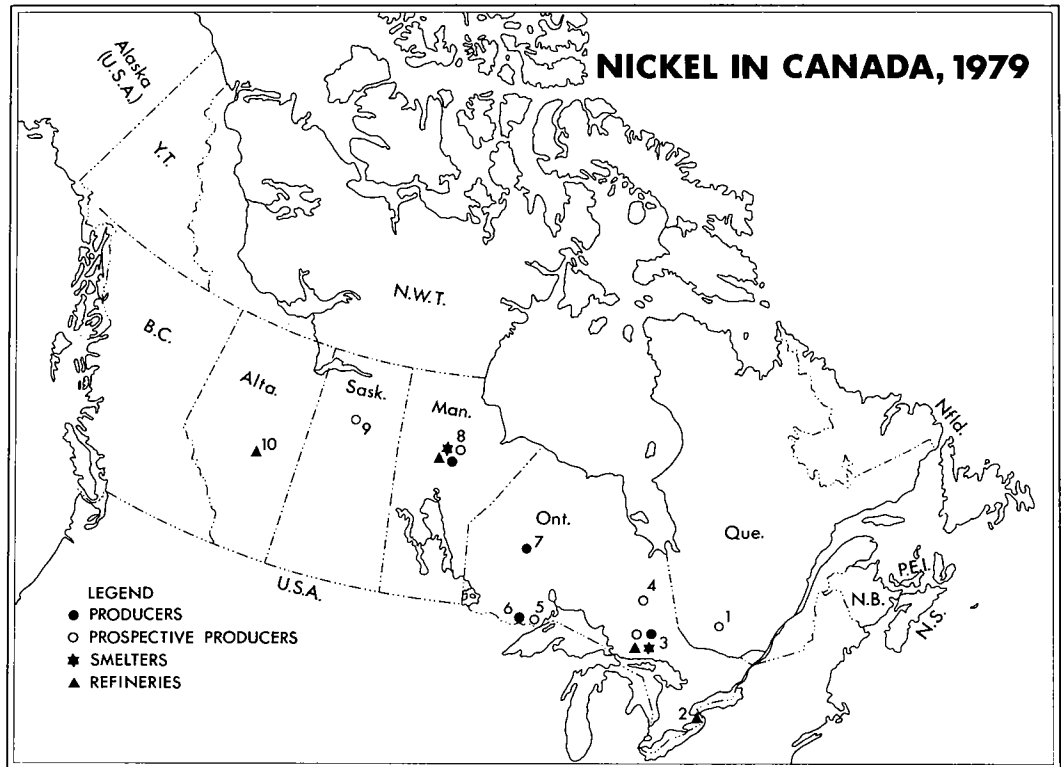 NICKEL IN CANADA, 1979
Alaska
(U.S.A.)
Y.T.
N.W.T.
B.C.
Alta.
Sask.
Man.
9
8
10
Nfld.
Ont.
Que.
7
U.S.A.
P.E.I.
N.B.
N.S.
6
5
4
1
3
2
LEGEND
PRODUCERS
PROSPECTIVE PRODUCERS
SMELTERS
REFINERIES